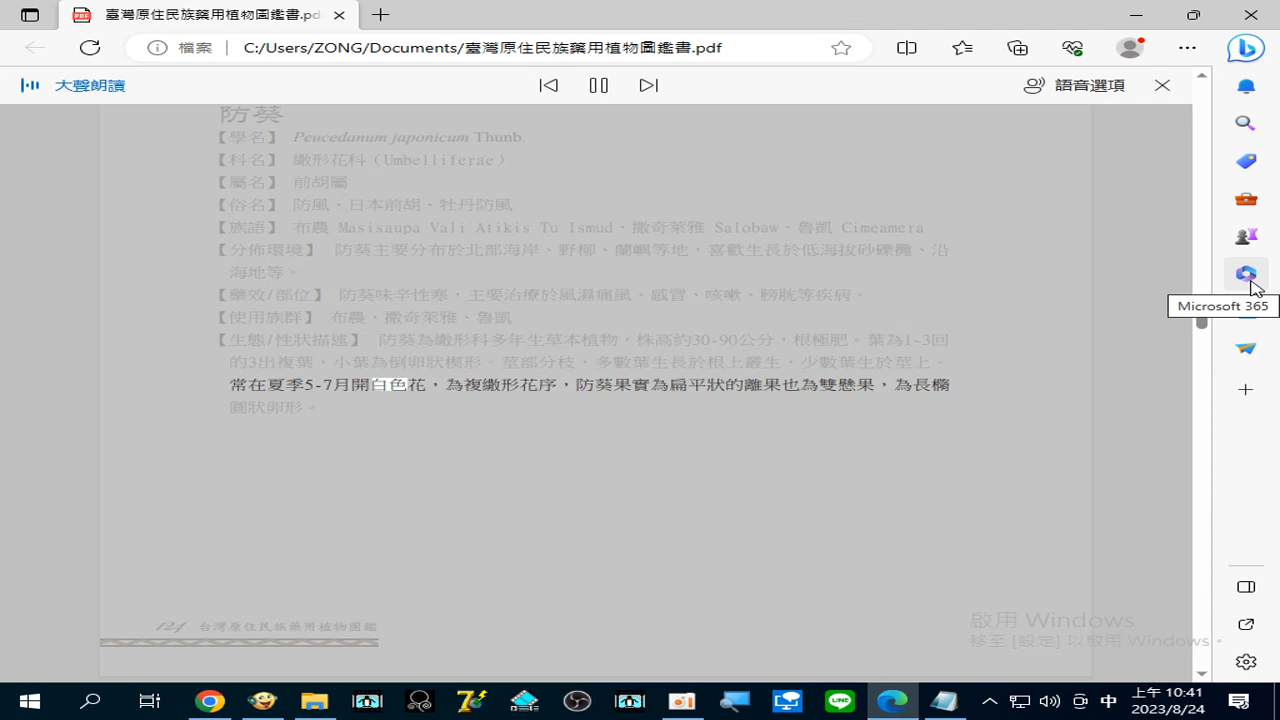 臺灣原住民族藥用植物圖鑑書.pdf
檔案
C:/Users/ZONG/Documents/臺灣原住民族藥用植物圖鑑書.pdf
大聲朗讀
語音選項
防葵
【學名】 Peucedanum japonicum Thunb.
【科名】 繖形花科（Umbelliferae）
【屬名】 前胡屬
【俗名】 防風、日本前胡、牡丹防風
【族語】 布農 Masisaupa Vali Atikis Tu Ismud、撒奇萊雅 Salobaw、魯凱 Cimeamera
【分佈環境】 防葵主要分布於北部海岸、野柳、蘭嶼等地，喜歡生長於低海拔砂礫攤、沿
海地等。
【藥效/部位】 防葵味辛性寒，主要治療於風濕痛風、感冒、咳嗽、膀胱等疾病。
【使用族群】 布農、撒奇萊雅、魯凱
【生態/性狀描述】 防葵為繖形科多年生草本植物，株高約30-90公分，根極肥。葉為1-3回
的3出複葉，小葉為倒卵狀楔形。莖部分枝，多數葉生長於根上叢生，少數葉生於莖上。
常在夏季5-7月開白色花，為複繖形花序，防葵果實為扁平狀的離果也為雙懸果，為長橢
圓狀卵形。
124 台灣原住民族藥用植物圖鑑
Microsoft 365
啟用 Windows
移至 [設定] 以啟用 Windows。
中
上午 10:41
2023/8/24